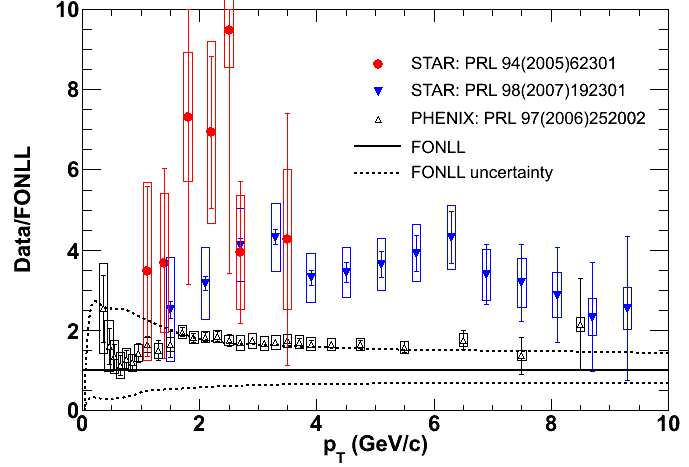 10
8
6
4
2
0
Data/FONLL
STAR: PRL 94(2005)62301
STAR: PRL 98(2007)192301
PHENIX: PRL 97(2006)252002
FONLL
FONLL uncertainty
0 2 4 6 8 10
pT (GeV/c)